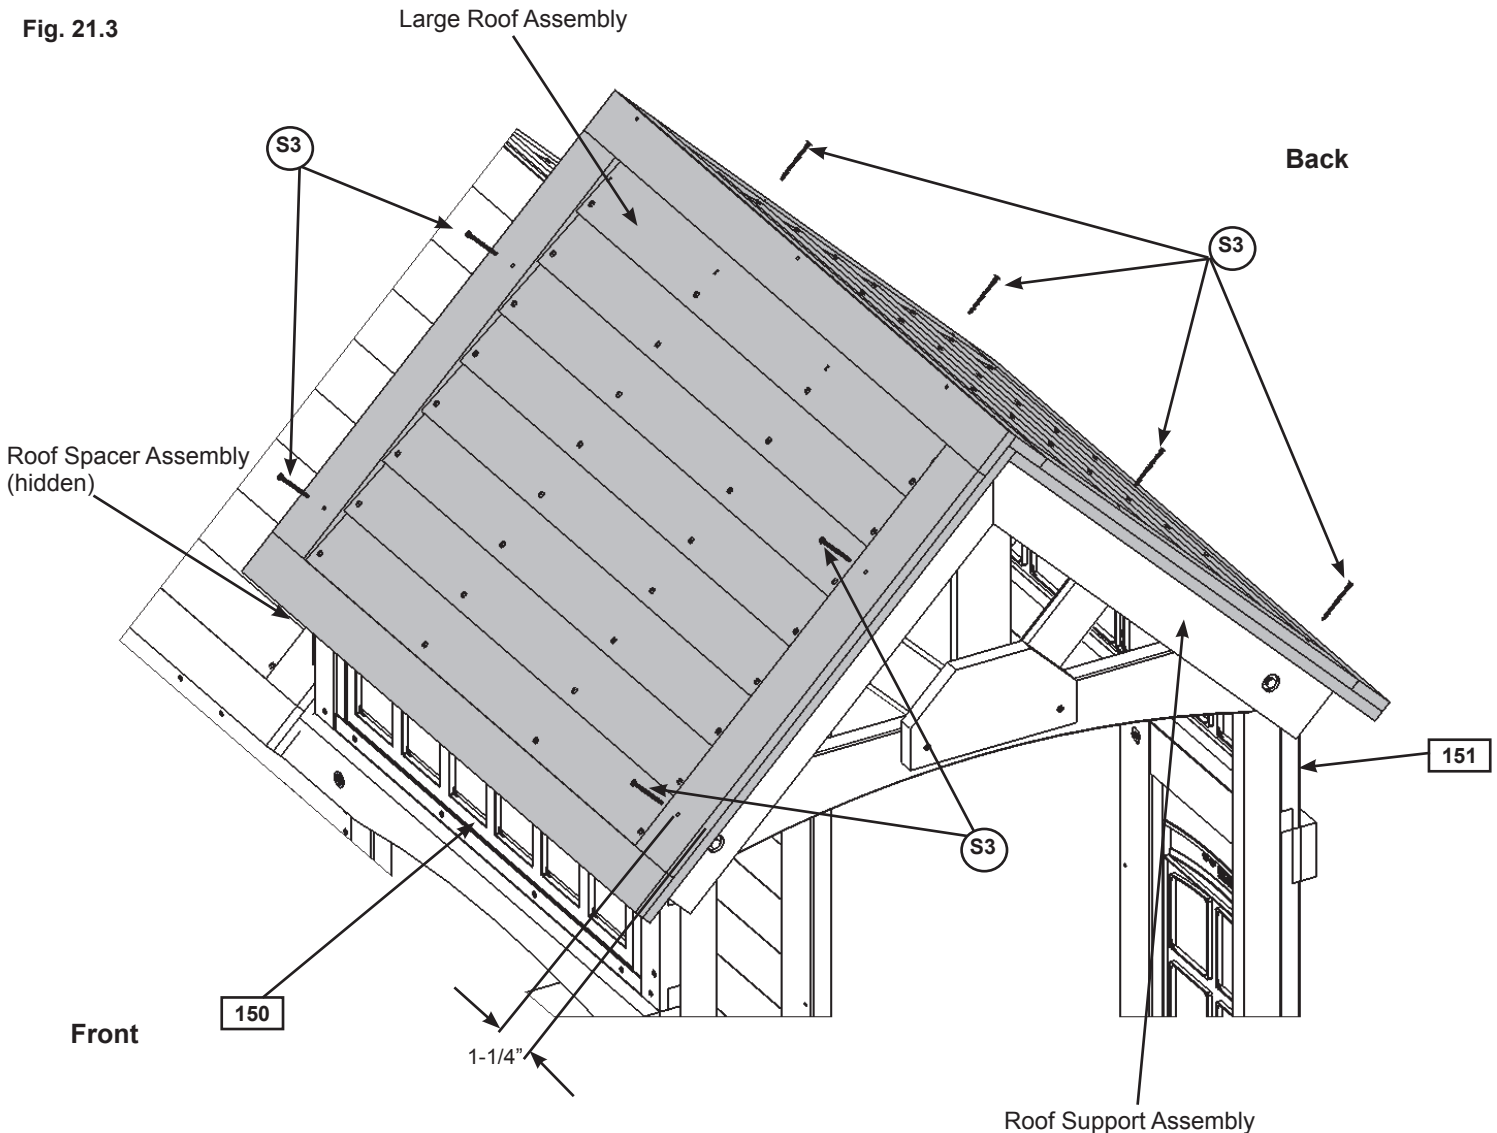 Fig. 21.3
Large Roof Assembly
S3
Back
S3
Roof Spacer Assembly
(hidden)
151
S3
150
Front
1-1/4”
Roof Support Assembly